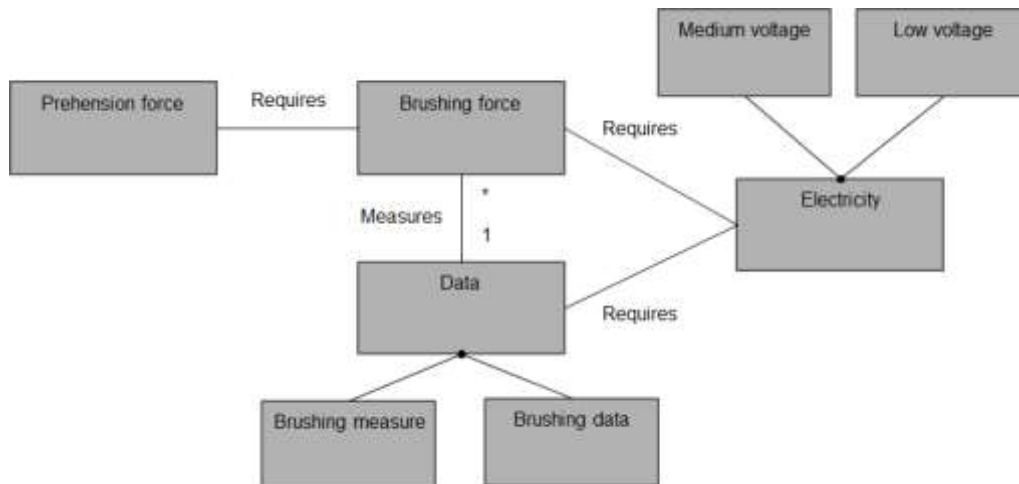 Medium voltage
Low voltage
Prehension force
Requires
Brushing force
Requires
Electricity
Measures
*
1
Data
Requires
Brushing measure
Brushing data